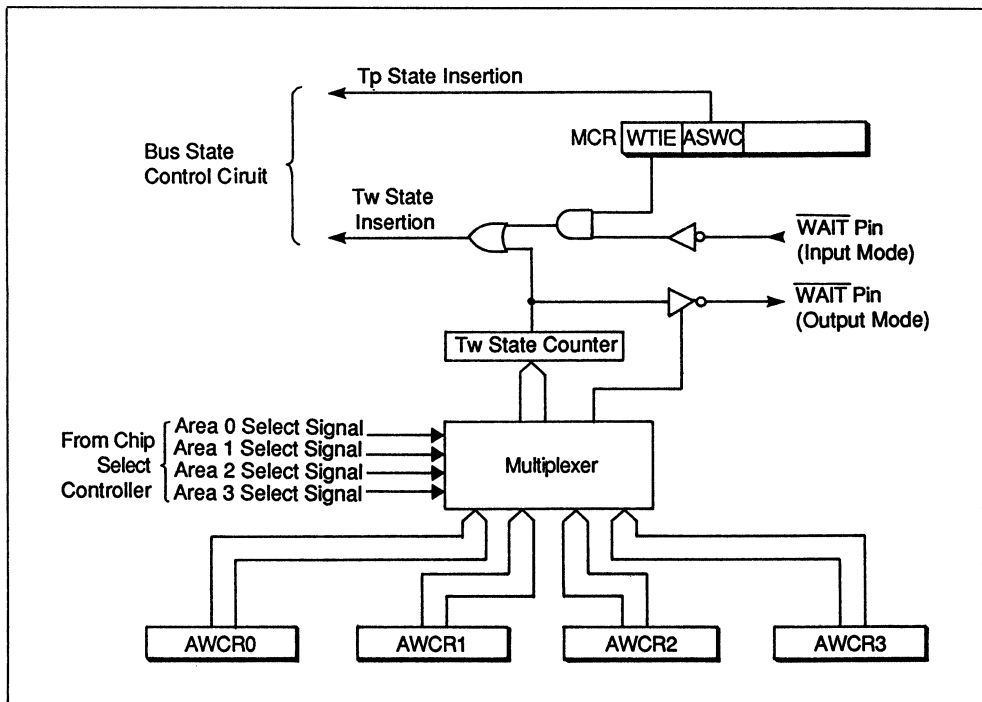 Tp State Insertion
MCR WTIE ASWC
Bus State
Control Ciruit
Tw State
Insertion
WAIT Pin
(Input Mode)
WAIT Pin
(Output Mode)
Tw State Counter
From Chip
Select
Controller
Area 0 Select Signal
Area 1 Select Signal
Area 2 Select Signal
Area 3 Select Signal
Multiplexer
AWCR0 AWCR1 AWCR2 AWCR3